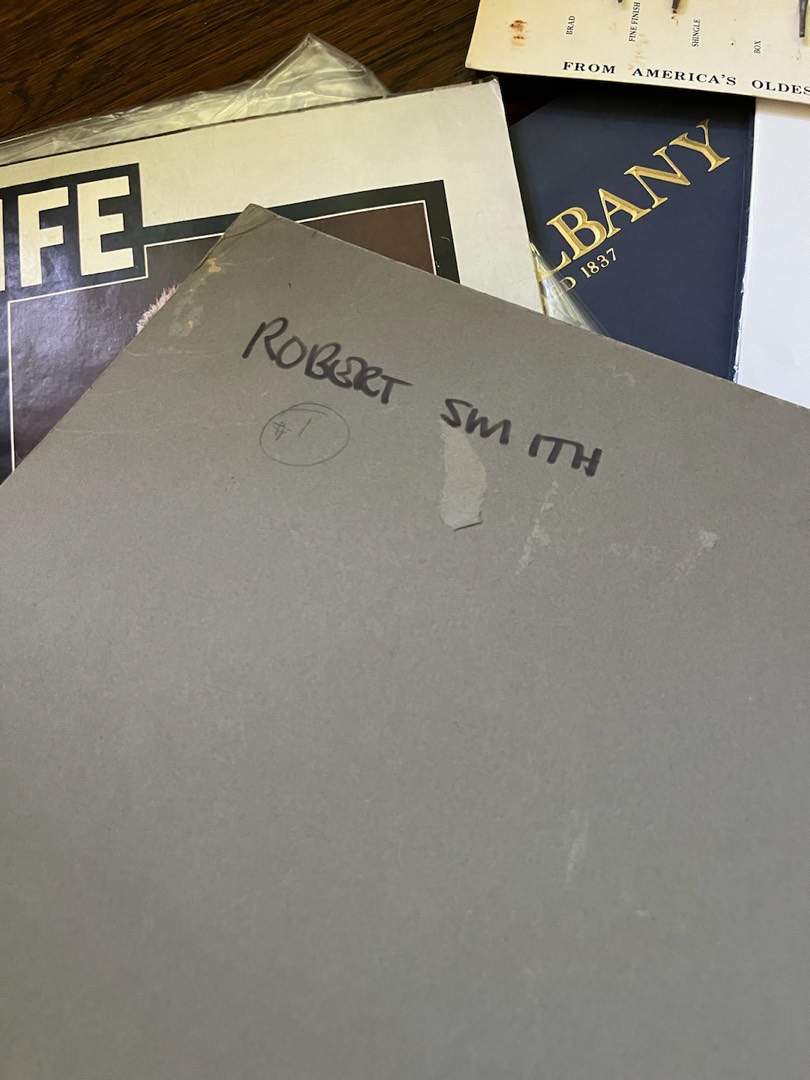 BRAD
FINE FINISH
SHINGLE
BOX
FROM AMERICA'S OLDES
IFE
LBANY
D 1837
ROBERT SMITH
#1